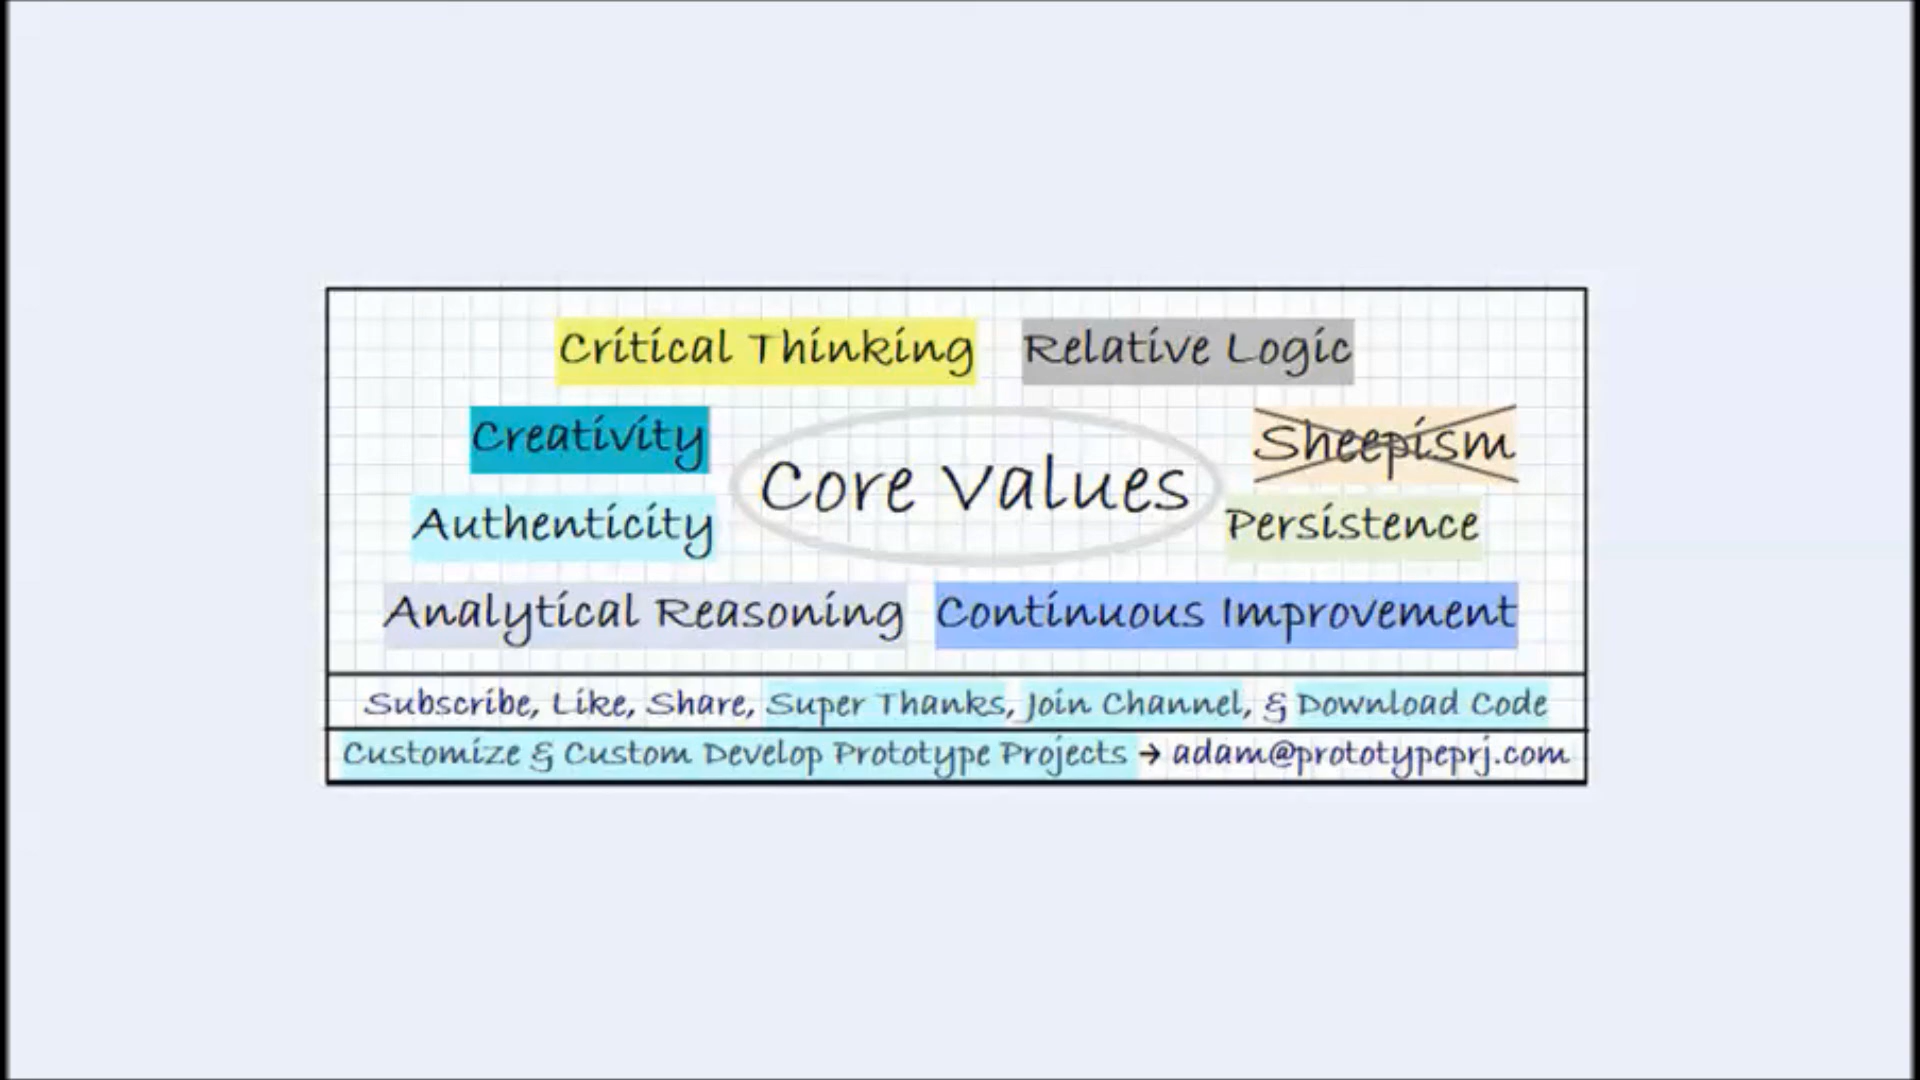 Critical Thinking Relative Logic
Creativity Sheepism
Core Values
Authenticity Persistence
Analytical Reasoning Continuous Improvement
Subscribe, Like, Share, Super Thanks, Join Channel, & Download Code
Customize & Custom Develop Prototype Projects → adam@prototypeprj.com